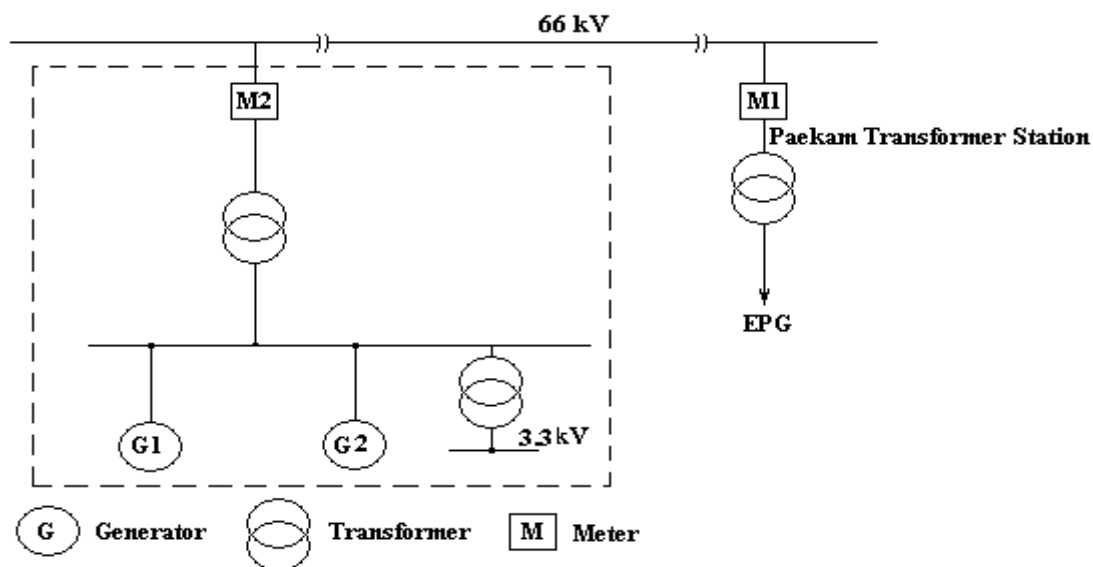 66 kV
M2
M1
Paekam Transformer Station
EPG
G1
G2
3.3 kV
G Generator
Transformer
M Meter